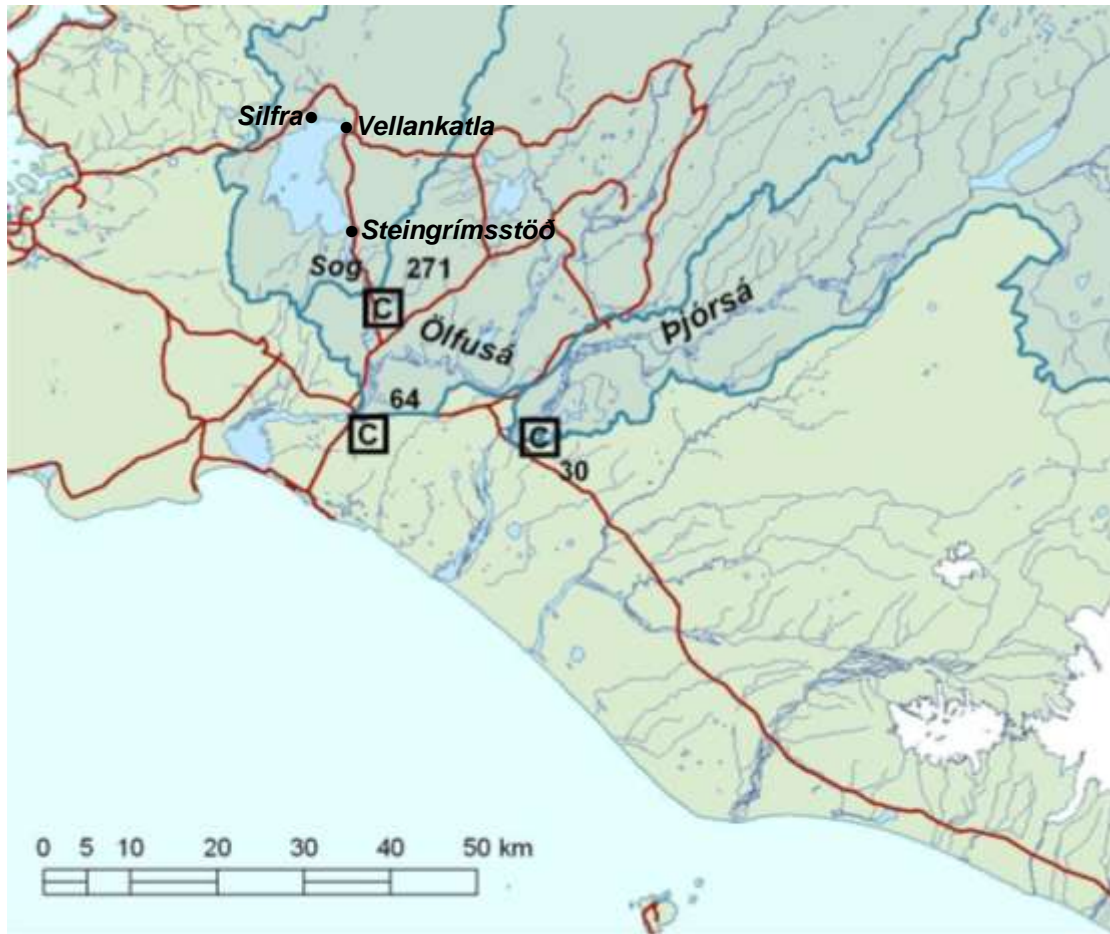 Silfra
Vellankatla
Steingrímsstöð
Sog
271
C
Ölfusá
Þjórsá
64
C
C
30
0 5 10 20 30 40 50 km